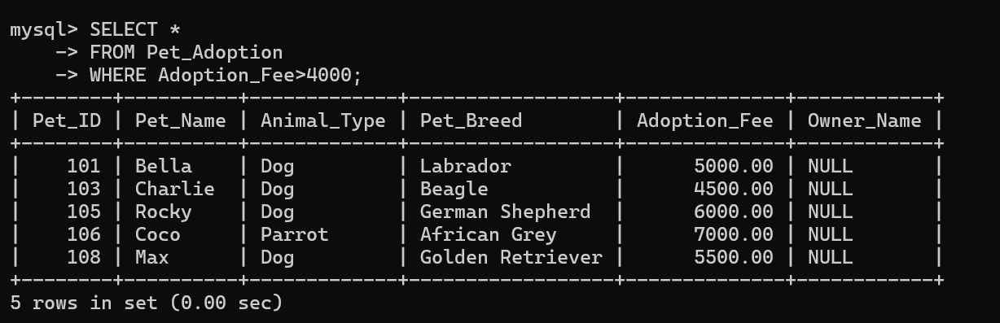 mysql> SELECT *
    -> FROM Pet_Adoption
    -> WHERE Adoption_Fee>4000;
+--------+----------+-------------+------------------+--------------+------------+
| Pet_ID | Pet_Name | Animal_Type | Pet_Breed        | Adoption_Fee | Owner_Name |
+--------+----------+-------------+------------------+--------------+------------+
|    101 | Bella    | Dog         | Labrador         |      5000.00 | NULL       |
|    103 | Charlie  | Dog         | Beagle           |      4500.00 | NULL       |
|    105 | Rocky    | Dog         | German Shepherd  |      6000.00 | NULL       |
|    106 | Coco     | Parrot      | African Grey     |      7000.00 | NULL       |
|    108 | Max      | Dog         | Golden Retriever |      5500.00 | NULL       |
+--------+----------+-------------+------------------+--------------+------------+
5 rows in set (0.00 sec)